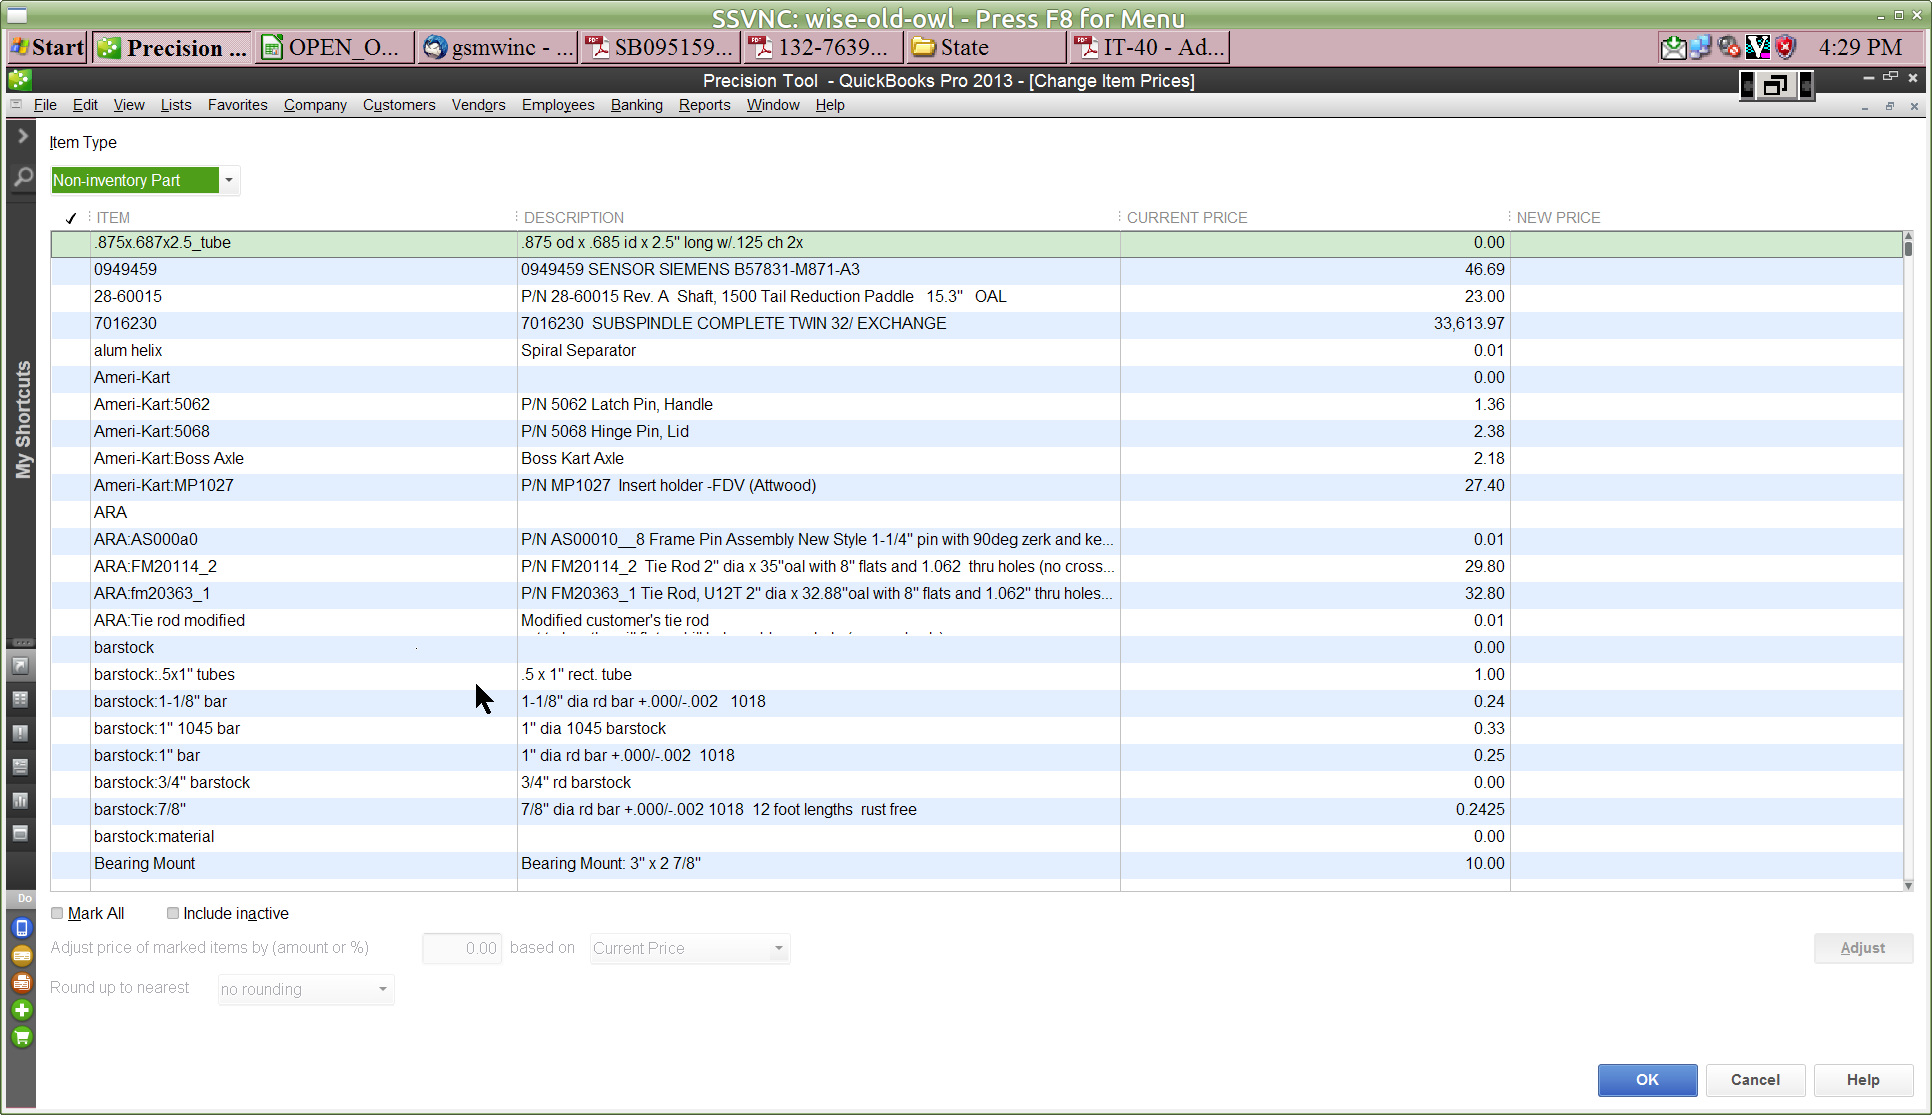 SSVNC: wise-old-owl - Press F8 for Menu
Start Precision ... OPEN_O... gsmwinc - ... SB095159... 132-7639... State IT-40 - Ad... 4:29 PM
Precision Tool - QuickBooks Pro 2013 - [Change Item Prices]
File Edit View Lists Favorites Company Customers Vendors Employees Banking Reports Window Help
Item Type
Non-inventory Part
My Shortcuts
ITEM DESCRIPTION CURRENT PRICE NEW PRICE
.875x.687x2.5_tube .875 od x .685 id x 2.5" long w/.125 ch 2x 0.00
0949459 0949459 SENSOR SIEMENS B57831-M871-A3 46.69
28-60015 P/N 28-60015 Rev. A Shaft, 1500 Tail Reduction Paddle 15.3" OAL 23.00
7016230 7016230 SUBSPINDLE COMPLETE TWIN 32/ EXCHANGE 33,613.97
alum helix Spiral Separator 0.01
Ameri-Kart 0.00
Ameri-Kart:5062 P/N 5062 Latch Pin, Handle 1.36
Ameri-Kart:5068 P/N 5068 Hinge Pin, Lid 2.38
Ameri-Kart:Boss Axle Boss Kart Axle 2.18
Ameri-Kart:MP1027 P/N MP1027 Insert holder -FDV (Attwood) 27.40
ARA
ARA:AS000a0 P/N AS00010__8 Frame Pin Assembly New Style 1-1/4" pin with 90deg zerk and ke... 0.01
ARA:FM20114_2 P/N FM20114_2 Tie Rod 2" dia x 35"oal with 8" flats and 1.062 thru holes (no cross... 29.80
ARA:fm20363_1 P/N FM20363_1 Tie Rod, U12T 2" dia x 32.88"oal with 8" flats and 1.062" thru holes... 32.80
ARA:Tie rod modified Modified customer's tie rod 0.01
barstock 0.00
barstock:.5x1" tubes .5 x 1" rect. tube 1.00
barstock:1-1/8" bar 1-1/8" dia rd bar +.000/-.002 1018 0.24
barstock:1" 1045 bar 1" dia 1045 barstock 0.33
barstock:1" bar 1" dia rd bar +.000/-.002 1018 0.25
barstock:3/4" barstock 3/4" rd barstock 0.00
barstock:7/8" 7/8" dia rd bar +.000/-.002 1018 12 foot lengths rust free 0.2425
barstock:material 0.00
Bearing Mount Bearing Mount: 3" x 2 7/8" 10.00
Do
Mark All Include inactive
Adjust price of marked items by (amount or %) 0.00 based on Current Price Adjust
Round up to nearest no rounding
OK Cancel Help